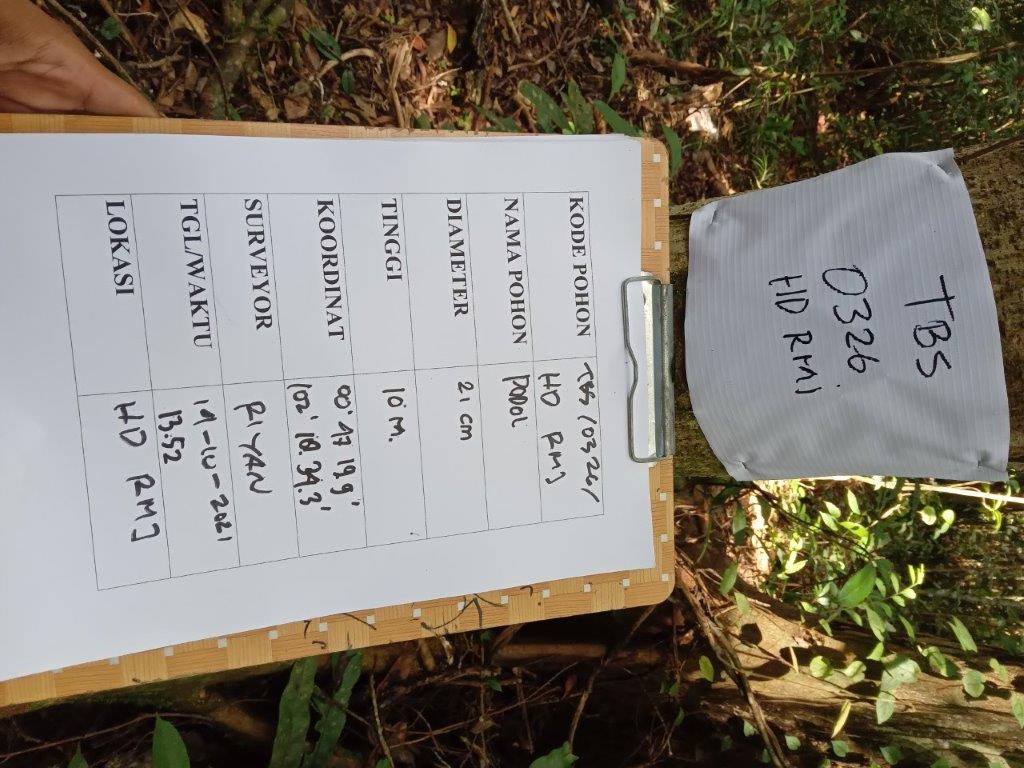 TBS
0326
HD RMJ
KODE POHON TBS/0326/
HD RMJ
NAMA POHON PODOL
DIAMETER 21 cm
TINGGI 10 M.
KOORDINAT 00' 47 19.9'
102' 18. 34.3'
SURVEYOR RIYAN
TGL/WAKTU 19-10-2021
13.52
LOKASI HD RMJ